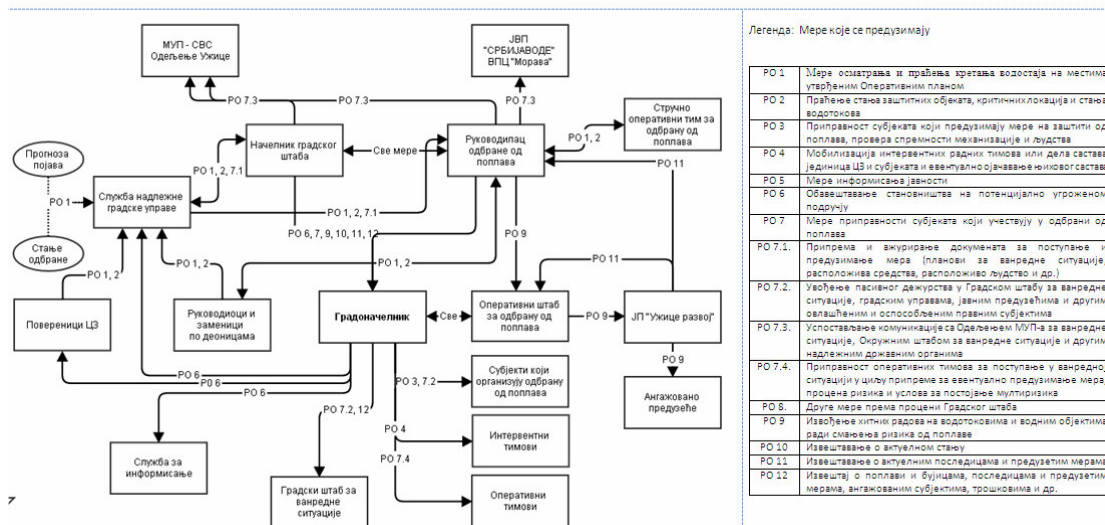 МУП - СВС
Одељење Ужице
ЈВП
"СРБИЈАВОДЕ"
ВПЦ "Морава"
РО 7.3
РО 7.3
РО 7.3
Стручно
оперативни тим за
одбрану од
поплава
Начелник градског
штаба
Све мере
Руководилац
одбране од
поплава
РО 1, 2
РО 11
Прогноза
појава
РО 1, 2, 7.1
РО 1
Служба надлежне
градске управе
РО 1, 2, 7.1
РО 6, 7, 9, 10, 11, 12
РО 9
Стање
одбране
РО 1, 2
РО 1, 2
РО 1, 2
РО 11
Повереници ЦЗ
Руководиоци и
заменици
по деоницама
Градоначелник
Све
Оперативни штаб
за одбрану од
поплава
РО 9
ЈП "Ужице развој"
РО 6
РО 6
РО 6
РО 3, 7.2
Субјекти који
организују одбрану
од поплава
РО 9
Ангажовано
предузеће
РО 7.2, 12
РО 4
Интервентни
тимови
РО 7.4
Служба за
информисање
Градски штаб за
ванредне
ситуације
Оперативни
тимови
Легенда: Мере које се предузимају
РО 1 Мере осматрања и праћења кретања водостаја на местима
утврђеним Оперативним планом
РО 2 Праћење стања заштитних објеката, критичних локација и стања
водотокова
РО 3 Приправност субјеката који предузимају мере на заштити од
поплава, провера спремности механизације и људства
РО 4 Мобилизација интервентних радних тимова или дела састава
јединица ЦЗ и субјеката и евентуално ојачавање њиховог састава
РО 5 Мере информисања јавности
РО 6 Обавештавање становништва на потенцијално угроженом
подручју
РО 7 Мере приправности субјеката који учествују у одбрани од
поплава
РО 7.1. Припрема и ажурирање докумената за поступање и
предузимање мера (планови за ванредне ситуације,
расположива средства, расположиво људство и др.)
РО 7.2. Увођење пасивног дежурства у Градском штабу за ванредне
ситуације, градским управама, јавним предузећима и другим
овлашћеним и оспособљеним правним субјектима
РО 7.3. Успостављање комуникације са Одељењем МУП-а за ванредне
ситуације, Окружним штабом за ванредне ситуације и другим
надлежним државним органима
РО 7.4. Приправност оперативних тимова за поступање у ванредној
ситуацији у циљу припреме за евентуално предузимање мера,
процена ризика и услова за постојање мултиризика
РО 8. Друге мере према процени Градског штаба
РО 9 Извођење хитних радова на водотоковима и водним објектима
ради смањења ризика од поплаве
РО 10 Извештавање о актуелном стању
РО 11 Извештавање о актуелним последицама и предузетим мерама
РО 12 Извештај о поплави и бујицама, последицама и предузетим
мерама, ангажованим субјектима, трошковима и др.